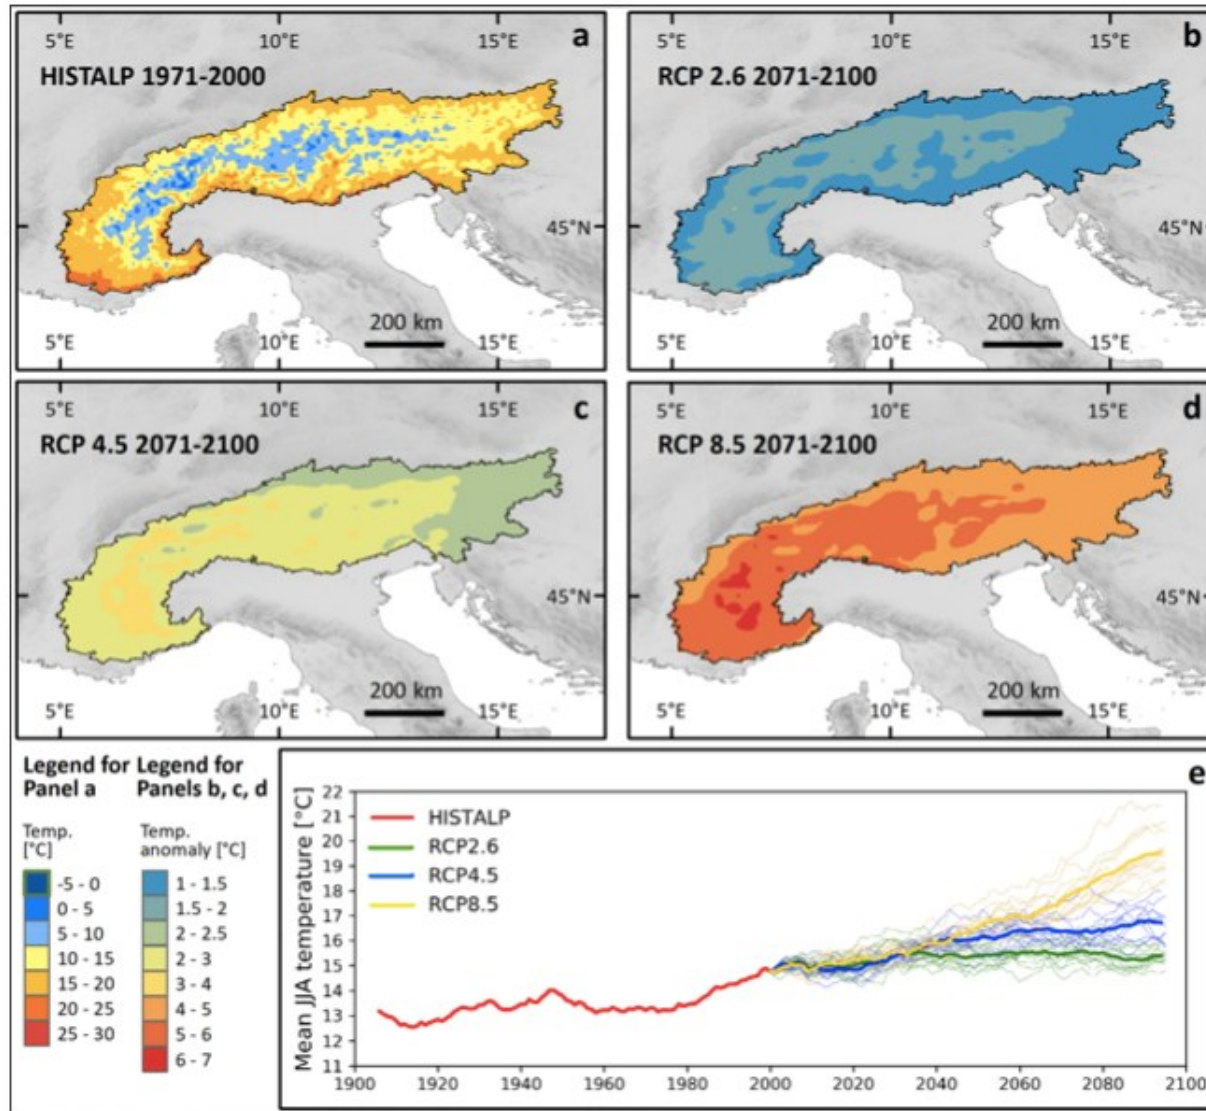 5°E 10°E 15°E a
HISTALP 1971-2000
45°N
200 km
5°E 10°E 15°E
5°E 10°E 15°E b
RCP 2.6 2071-2100
45°N
200 km
5°E 10°E 15°E
5°E 10°E 15°E c
RCP 4.5 2071-2100
45°N
200 km
5°E 10°E 15°E
5°E 10°E 15°E d
RCP 8.5 2071-2100
45°N
200 km
5°E 10°E 15°E
Legend for
Panel a
Temp.
[°C]
-5 - 0
0 - 5
5 - 10
10 - 15
15 - 20
20 - 25
25 - 30
Legend for
Panels b, c, d
Temp.
anomaly [°C]
1 - 1.5
1.5 - 2
2 - 2.5
2 - 3
3 - 4
4 - 5
5 - 6
6 - 7
e
Mean JJA temperature [°C]
22
21
20
19
18
17
16
15
14
13
12
11
HISTALP
RCP2.6
RCP4.5
RCP8.5
1900 1920 1940 1960 1980 2000 2020 2040 2060 2080 2100